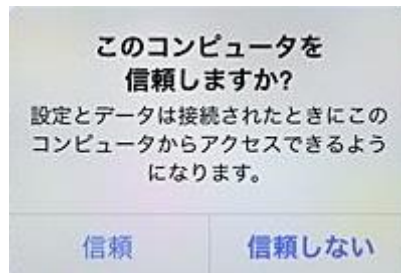 このコンピュータを
信頼しますか?
設定とデータは接続されたときにこの
コンピュータからアクセスできるよう
になります。
信頼
信頼しない